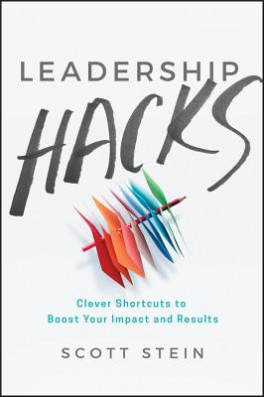 LEADERSHIP
HACKS
Clever Shortcuts to
Boost Your Impact and Results
SCOTT STEIN